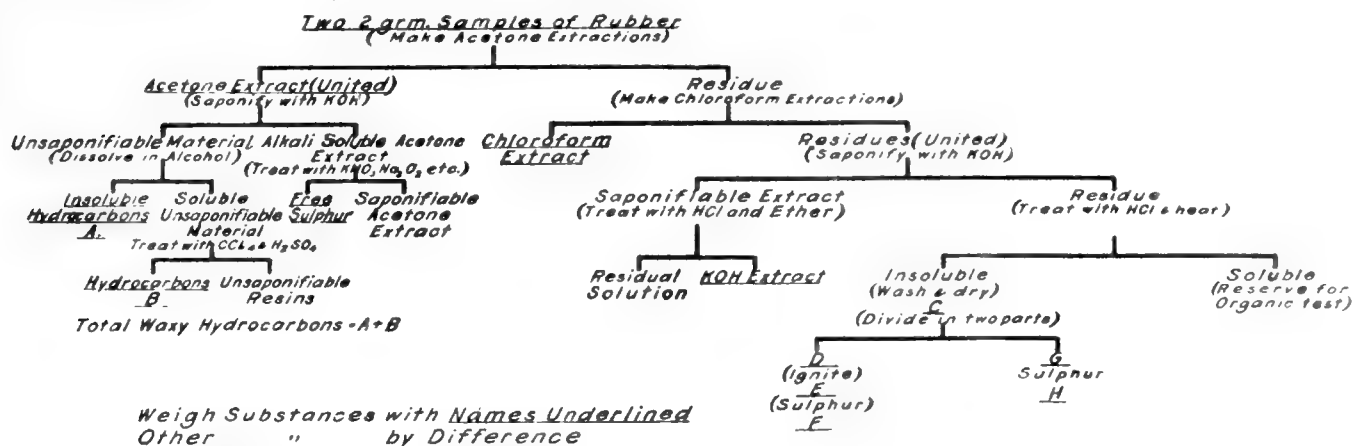 Two 2 grm. Samples of Rubber
(Make Acetone Extractions)
Acetone Extract (United)
(Saponify with KOH)
Residue
(Make Chloroform Extractions)
Unsaponifiable Material
(Dissolve in Alcohol)
Alkali Soluble Acetone
Extract
(Treat with KNO3 Na2O2 etc.)
Chloroform
Extract
Residues (United)
(Saponify with KOH)
Insoluble
Hydrocarbons
A.
Soluble
Unsaponifiable
Material
Treat with CCl4 & H2SO4
Free
Sulphur
Saponifiable
Acetone
Extract
Saponifiable Extract
(Treat with HCl and Ether)
Residue
(Treat with HCl & heat)
Hydrocarbons
B
Unsaponifiable
Resins
Total Waxy Hydrocarbons = A+B
Residual
Solution
KOH Extract
Insoluble
(Wash & dry)
C
(Divide in two parts)
Soluble
(Reserve for
Organic test)
D
(Ignite)
E
(Sulphur)
F
G
Sulphur
H
Weigh Substances with Names Underlined
Other " by Difference